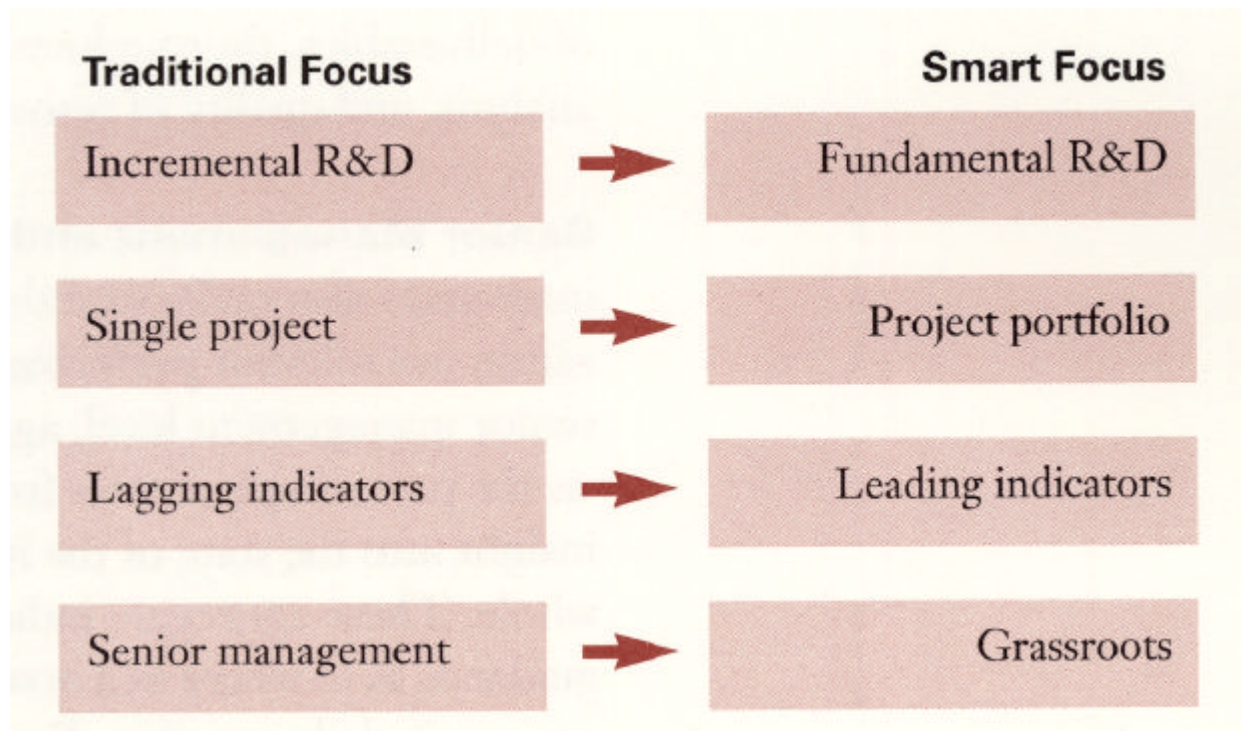 Traditional Focus
Smart Focus
Incremental R&D
Fundamental R&D
Single project
Project portfolio
Lagging indicators
Leading indicators
Senior management
Grassroots